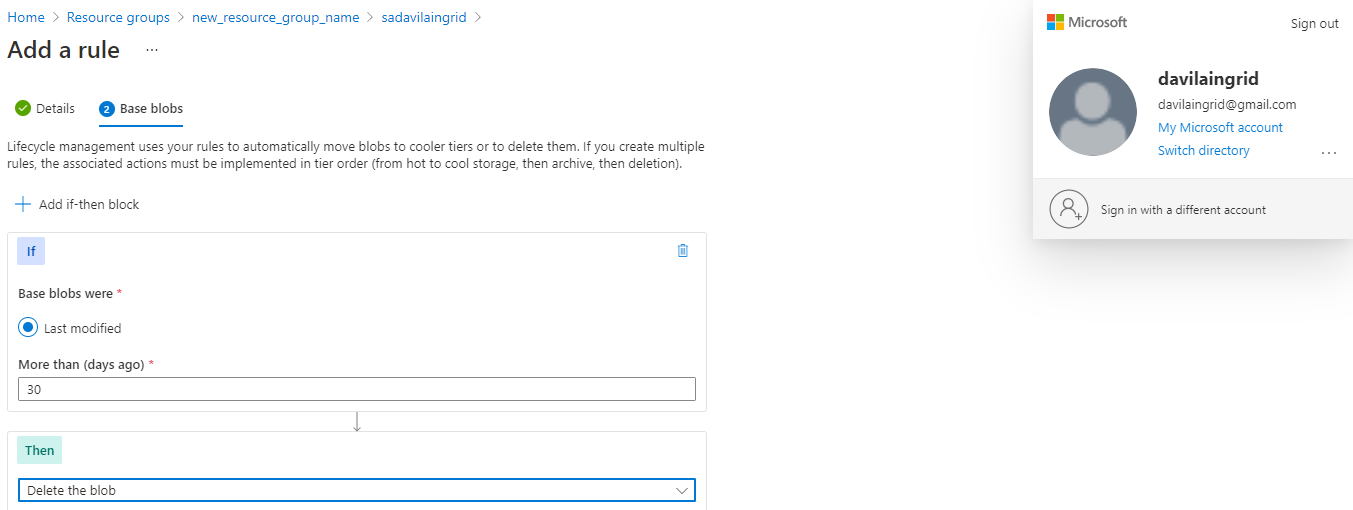 Home > Resource groups > new_resource_group_name > sadavilaingrid >
Add a rule ...
Details 2 Base blobs
Lifecycle management uses your rules to automatically move blobs to cooler tiers or to delete them. If you create multiple
rules, the associated actions must be implemented in tier order (from hot to cool storage, then archive, then deletion).
+ Add if-then block
If
Base blobs were *
Last modified
More than (days ago) *
30
Then
Delete the blob
Microsoft
Sign out
davilaingrid
davilaingrid@gmail.com
My Microsoft account
Switch directory
...
Sign in with a different account